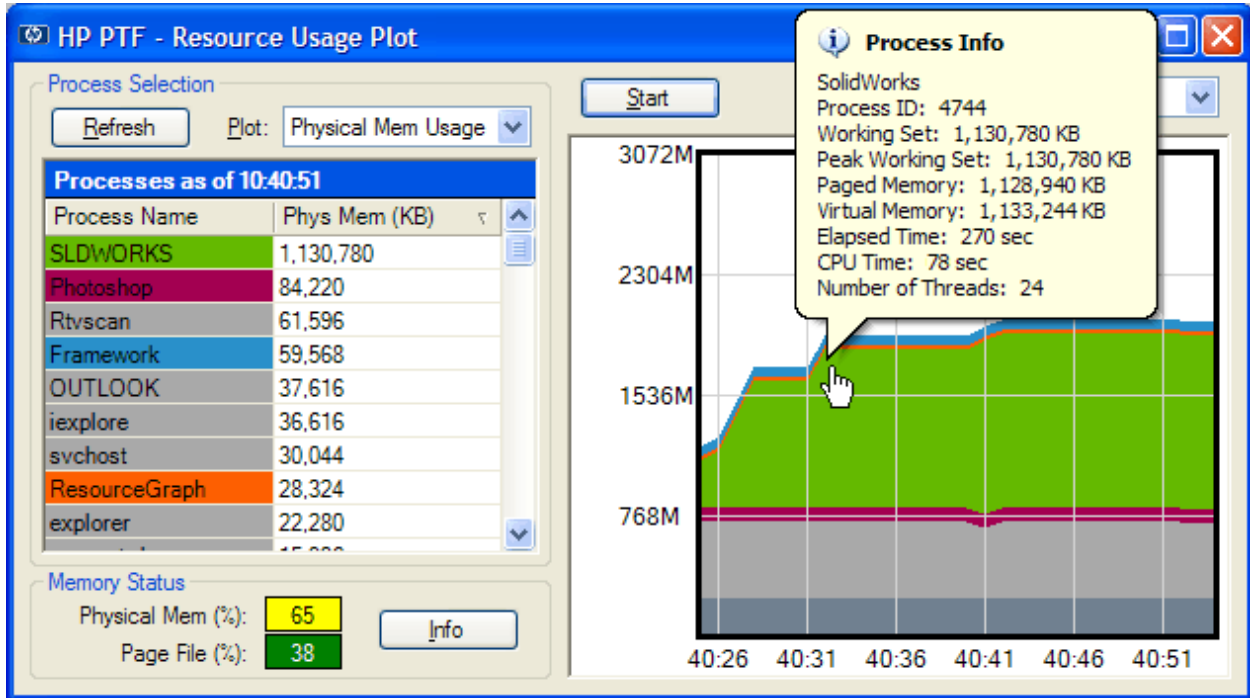 HP PTF - Resource Usage Plot
Process Selection
Refresh
Plot: Physical Mem Usage
Processes as of 10:40:51
Process Name Phys Mem (KB)
SLDWORKS 1,130,780
Photoshop 84,220
Rtvscan 61,596
Framework 59,568
OUTLOOK 37,616
iexplore 36,616
svchost 30,044
ResourceGraph 28,324
explorer 22,280
Memory Status
Physical Mem (%): 65
Page File (%): 38
Info
Start
Process Info
SolidWorks
Process ID: 4744
Working Set: 1,130,780 KB
Peak Working Set: 1,130,780 KB
Paged Memory: 1,128,940 KB
Virtual Memory: 1,133,244 KB
Elapsed Time: 270 sec
CPU Time: 78 sec
Number of Threads: 24
3072M
2304M
1536M
768M
40:26 40:31 40:36 40:41 40:46 40:51